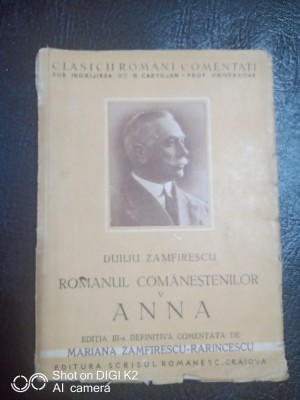 CLASICII ROMÂNI COMENTAȚI
SUB ÎNGRIJIREA DLUI N. CARTOJAN - PROF. UNIVERSITAR
DUILIU ZAMFIRESCU
ROMANUL COMĂNEȘTENILOR
V
ANNA
EDIȚIA III-a DEFINITIVĂ COMENTATĂ DE
MARIANA ZAMFIRESCU-RARINCESCU
EDITURA SCRISUL ROMÂNESC, CRAIOVA
Shot on DIGI K2
AI camera